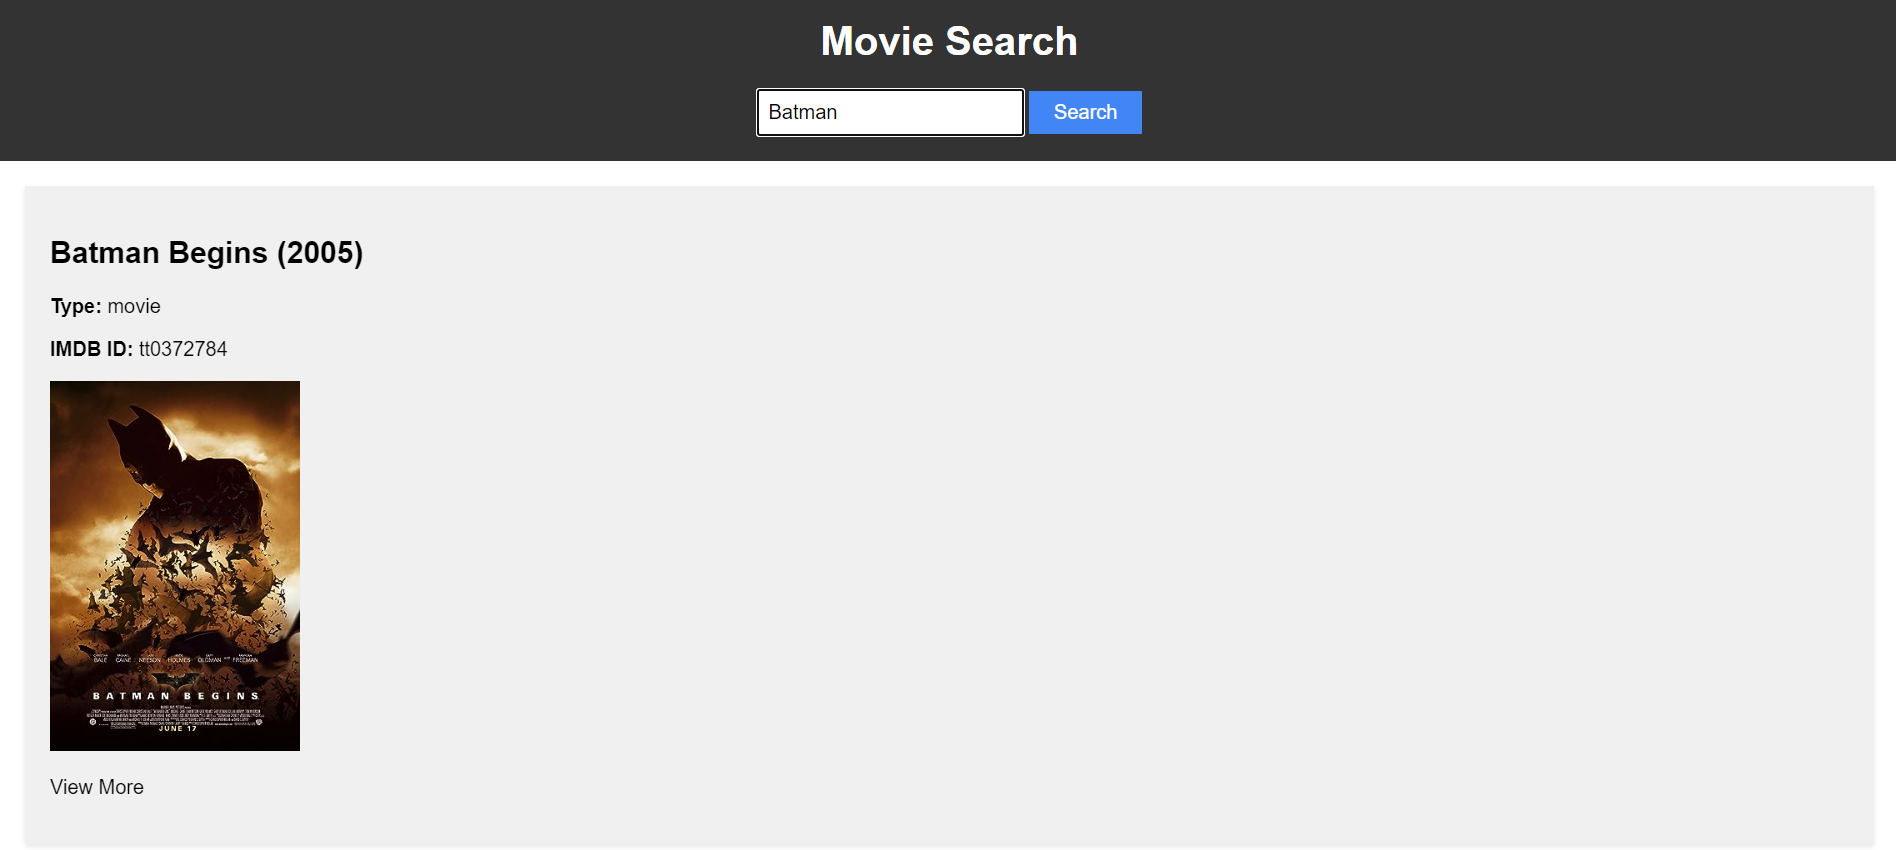 Movie Search
Batman
Search
Batman Begins (2005)
Type: movie
IMDB ID: tt0372784
BALE CAINE NEESON HOLMES OLDMAN FREEMAN
BATMAN BEGINS
JUNE 17
View More